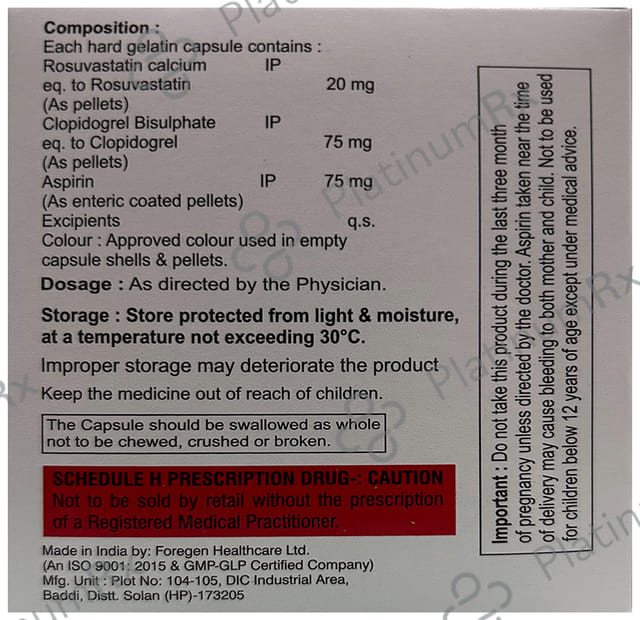 Composition :
Each hard gelatin capsule contains :
Rosuvastatin calcium IP
eq. to Rosuvastatin 20 mg
(As pellets)
Clopidogrel Bisulphate IP
eq. to Clopidogrel 75 mg
(As pellets)
Aspirin IP 75 mg
(As enteric coated pellets)
Excipients q.s.
Colour : Approved colour used in empty
capsule shells & pellets.
Dosage : As directed by the Physician.
Storage : Store protected from light & moisture,
at a temperature not exceeding 30°C.
Improper storage may deteriorate the product
Keep the medicine out of reach of children.
The Capsule should be swallowed as whole
not to be chewed, crushed or broken.
SCHEDULE H PRESCRIPTION DRUG-: CAUTION
Not to be sold by retail without the prescription
of a Registered Medical Practitioner.
Made in India by: Foregen Healthcare Ltd.
(An ISO 9001: 2015 & GMP-GLP Certified Company)
Mfg. Unit : Plot No: 104-105, DIC Industrial Area,
Baddi, Distt. Solan (HP)-173205
Important : Do not take this product during the last three month
of pregnancy unless directed by the doctor. Aspirin taken near the time
of delivery may cause bleeding to both mother and child. Not to be used
for children below 12 years of age except under medical advice.
PlatinumRx
PlatinumRx
PlatinumRx
PlatinumRx